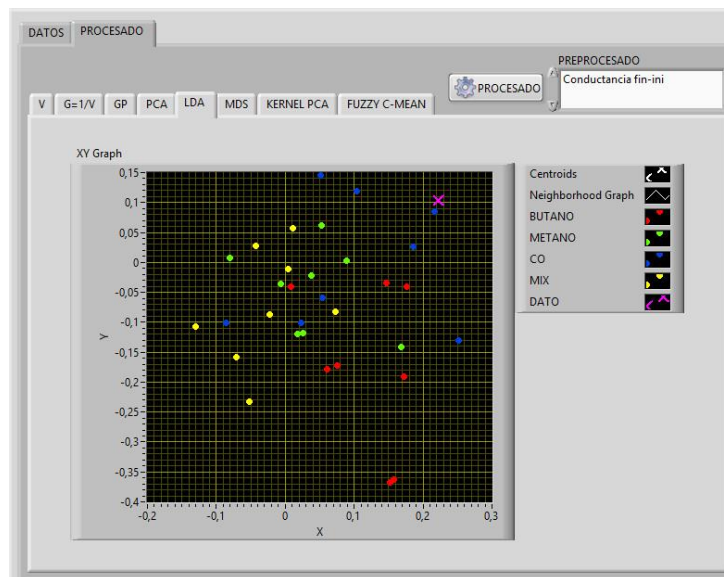 DATOS PROCESADO
PREPROCESADO
PROCESADO
Conductancia fin-ini
V G=1/V GP PCA LDA MDS KERNEL PCA FUZZY C-MEAN
XY Graph
0,15
0,1
0,05
0
-0,05
-0,1
-0,15
-0,2
-0,25
-0,3
-0,35
-0,4
Y
-0,2 -0,1 0 0,1 0,2 0,3
X
Centroids
Neighborhood Graph
BUTANO
METANO
CO
MIX
DATO